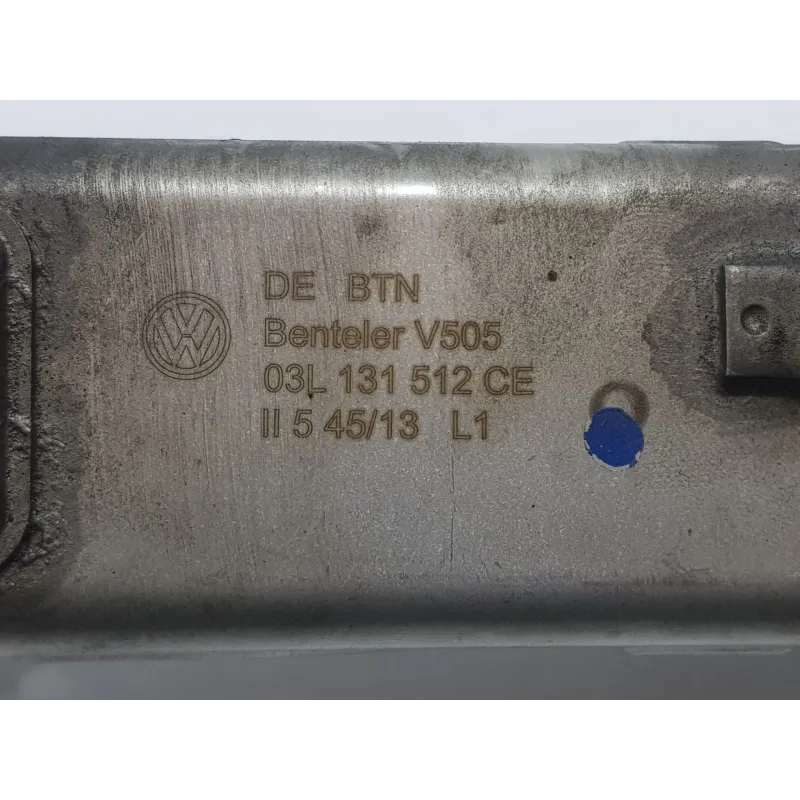 DE BTN
Benteler V505
03L 131 512 CE
II 5 45/13 L1